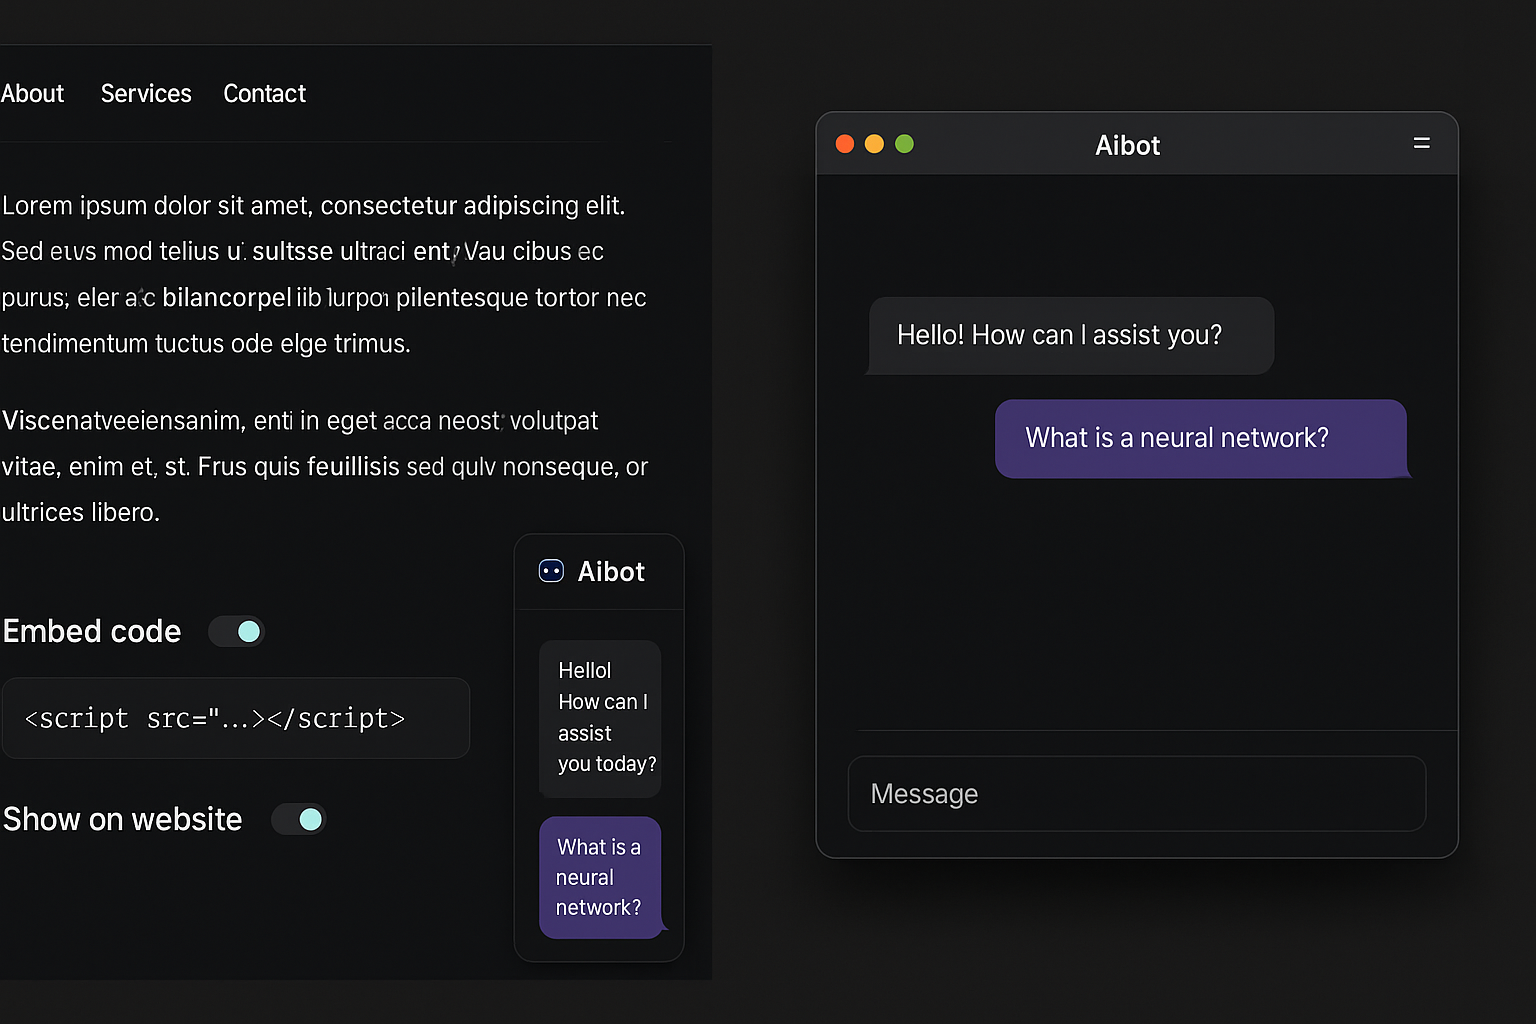 About Services Contact
Lorem ipsum dolor sit amet, consectetur adipiscing elit.
Sed mod telius sultsse ultraci Vau cibus ec
purus; eler bilancorpel iib pilentesque tortor nec
tendimentum tuctus ode elge trimus.
Viscenatveeiensanim, enti in eget acca neost volutpat
vitae, enim et, st. Frus quis feuillisis sed qulv nonseque, or
ultrices libero.
Embed code
<script src="...></script>
Show on website
Aibot
Hellol
How can I
assist
you today?
What is a
neural
network?
Aibot
Hello! How can I assist you?
What is a neural network?
Message